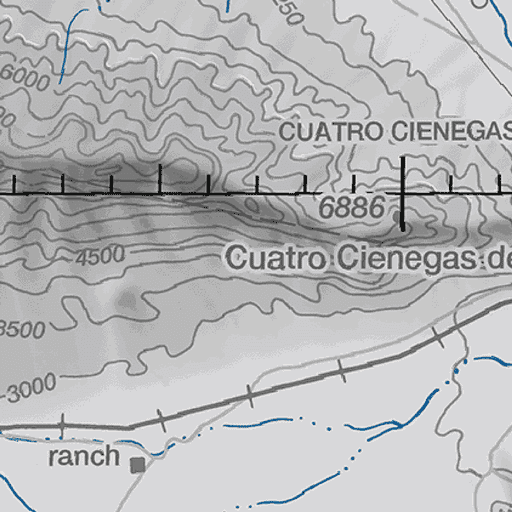 6000
CUATRO CIENEGAS
6886
4500
Cuatro Cienegas de
3500
3000
ranch